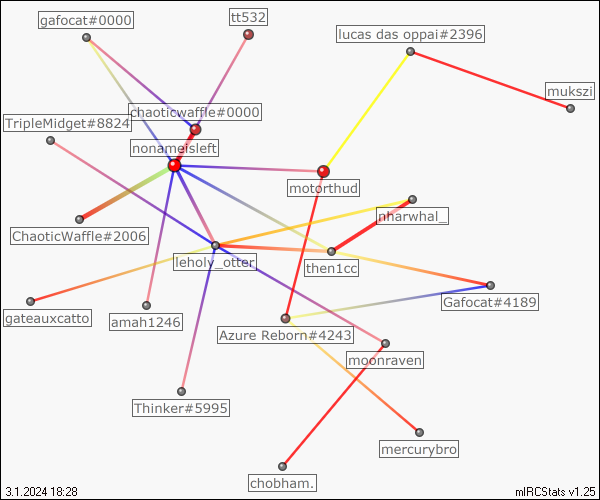 gafocat#0000
tt532
lucas das oppai#2396
mukszi
chaoticwaffle#0000
TripleMidget#8824
nonameisleft
motorthud
nharwhal_
ChaoticWaffle#2006
leholy_otter
then1cc
Gafocat#4189
gateauxcatto
amah1246
Azure Reborn#4243
moonraven
Thinker#5995
mercurybro
chobham.
3.1.2024 18:28
mIRCStats v1.25